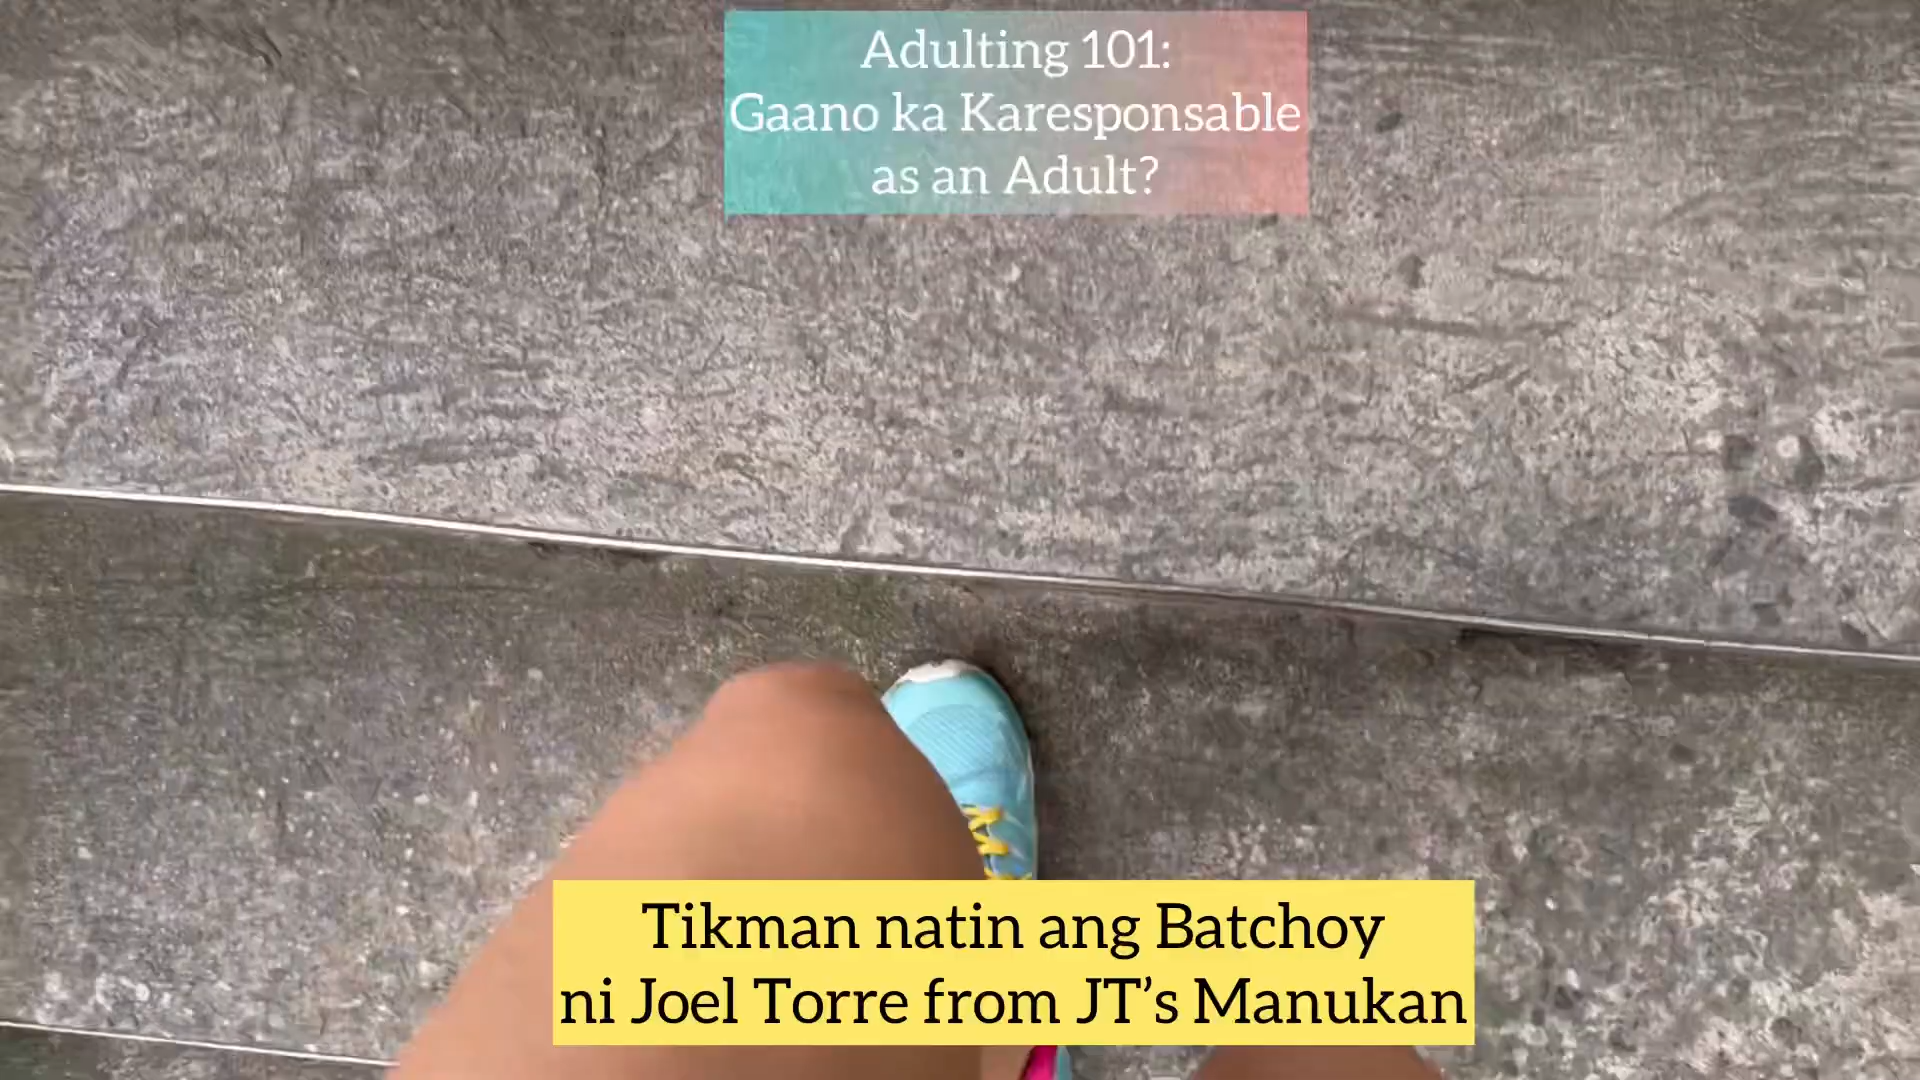 Adulting 101:
Gaano ka Karesponsable
as an Adult?
Tikman natin ang Batchoy
ni Joel Torre from JT’s Manukan